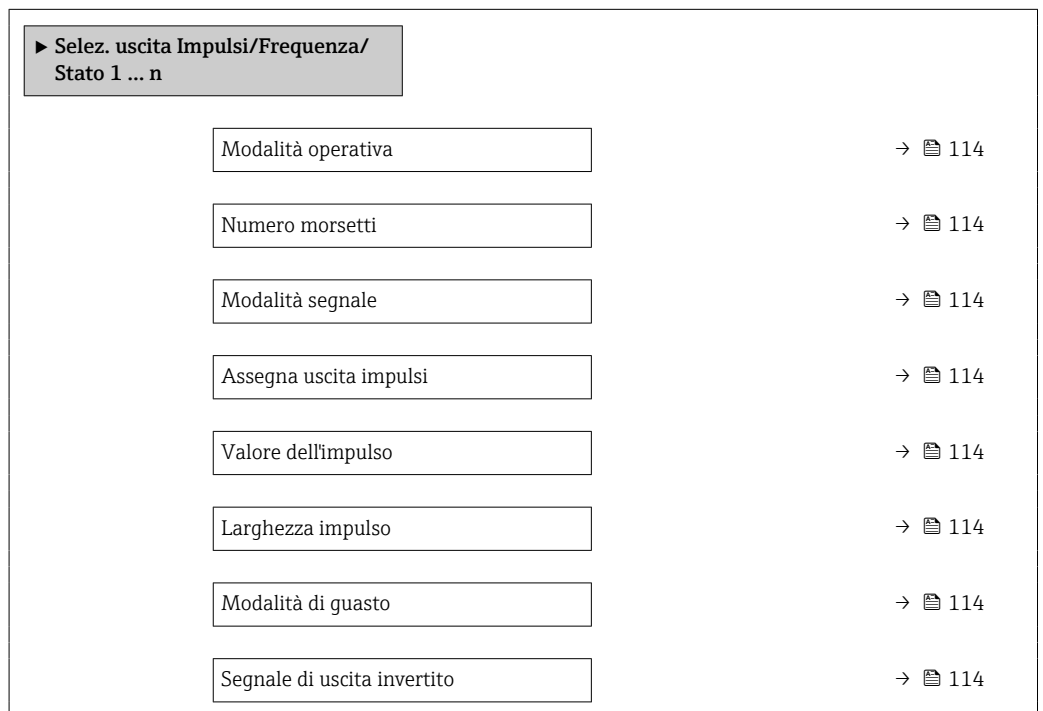 ▶ Selez. uscita Impulsi/Frequenza/
Stato 1 ... n
Modalità operativa → 114
Numero morsetti → 114
Modalità segnale → 114
Assegna uscita impulsi → 114
Valore dell'impulso → 114
Larghezza impulso → 114
Modalità di guasto → 114
Segnale di uscita invertito → 114